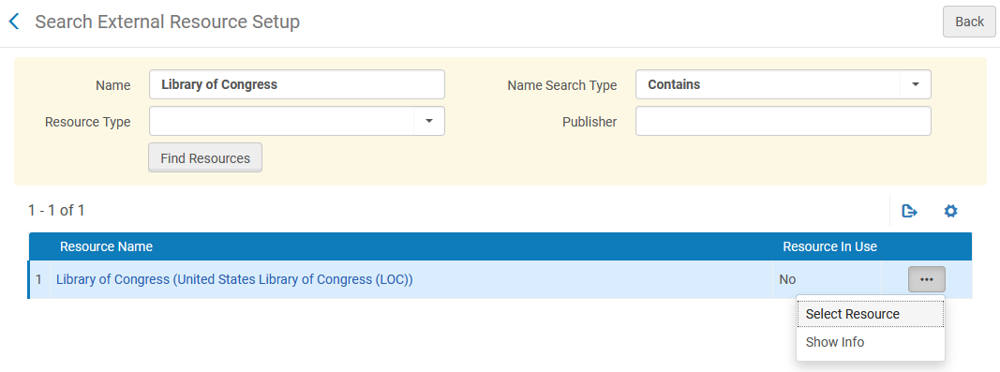 Search External Resource Setup
Back
Name
Library of Congress
Name Search Type
Contains
Resource Type
Publisher
Find Resources
1 - 1 of 1
Resource Name
Resource In Use
1
Library of Congress (United States Library of Congress (LOC))
No
Select Resource
Show Info